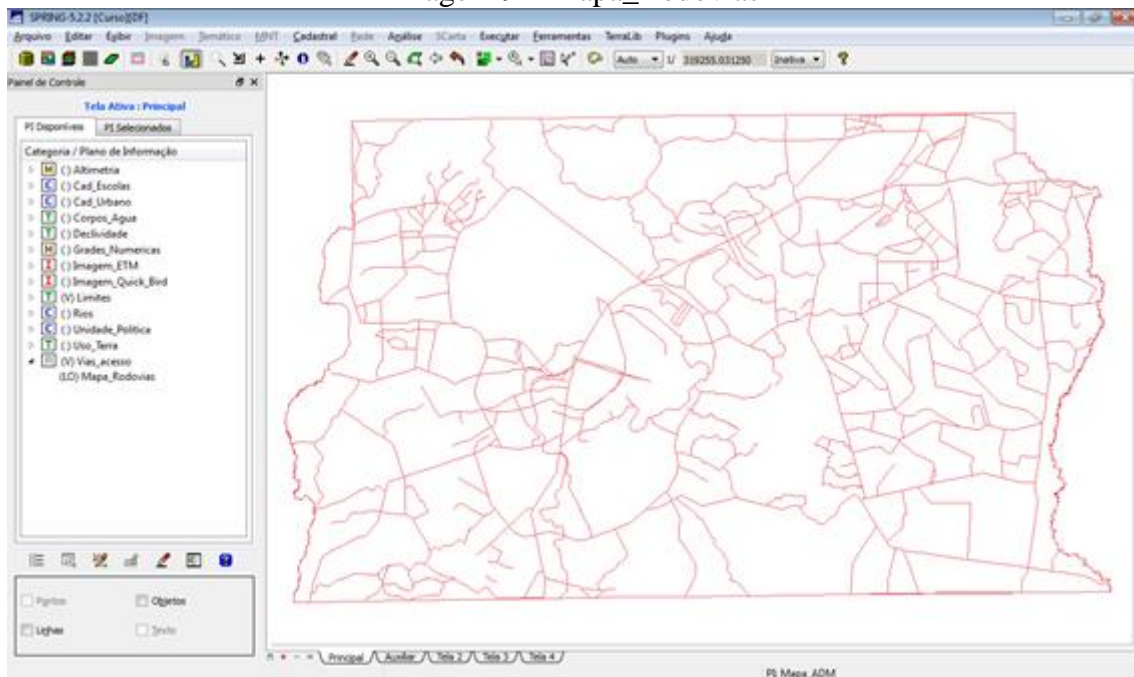 SPRING-5.2.2 [Curso][DF]
Arquivo Editar Exibir Imagem Temático MNT Cadastral Rede Análise SCarta Executar Ferramentas TerraLib Plugins Ajuda
Auto 1/ 319255.031250 Inativa
Painel de Controle
Tela Ativa : Principal
PI Disponíveis PI Selecionados
Categoria / Plano de Informação
M () Altimetria
C () Cad_Escolas
C () Cad_Urbano
T () Corpos_Agua
T () Declividade
M () Grades_Numericas
I () Imagem_ETM
I () Imagem_Quick_Bird
T (V) Limites
C () Rios
C () Unidade_Politica
T () Uso_Terra
(V) Vias_acesso
(LO) Mapa_Rodovias
Pontos Objetos
Linhas Texto
Principal Auxiliar Tela 2 Tela 3 Tela 4
PI: Mapa_ADM